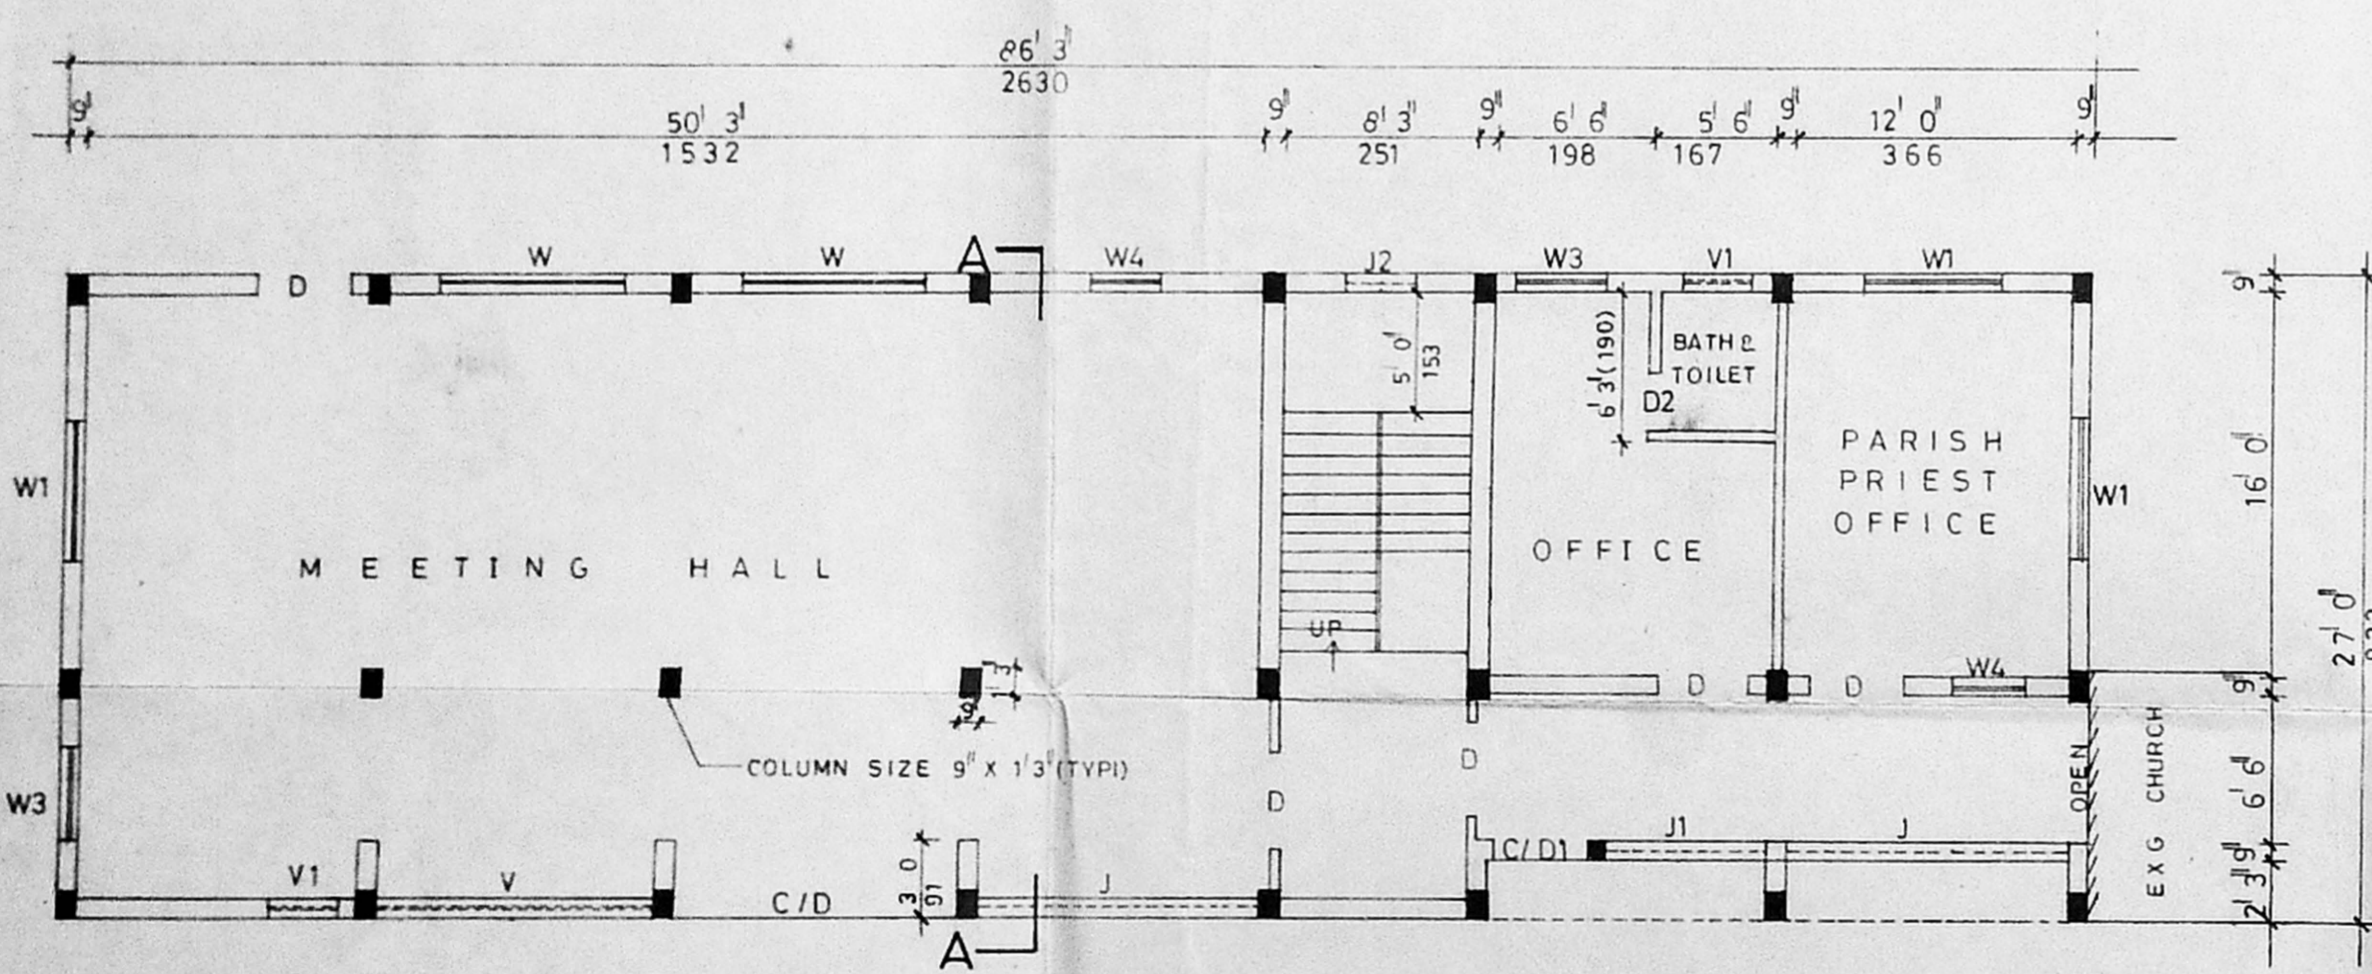 86' 3"
2630
9" 50' 3" 9" 8' 3" 9" 6' 6" 5' 6" 9" 12' 0" 9"
1532 251 198 167 366
D W W A W4 J2 W3 V1 W1
9"
5' 0"
153
6' 3"(190)
BATH &
TOILET
D2
PARISH
PRIEST
OFFICE
W1
W1
16' 0"
MEETING HALL
OFFICE
UP
27' 0"
1' 3"
9"
D
D
W4
9"
COLUMN SIZE 9" X 1'3"(TYPI)
D
D
OPEN
EXG CHURCH
6' 6"
W3
V1
V
C/D
3 0
91
J
C/D1
J1
J
9"
2' 3"
A